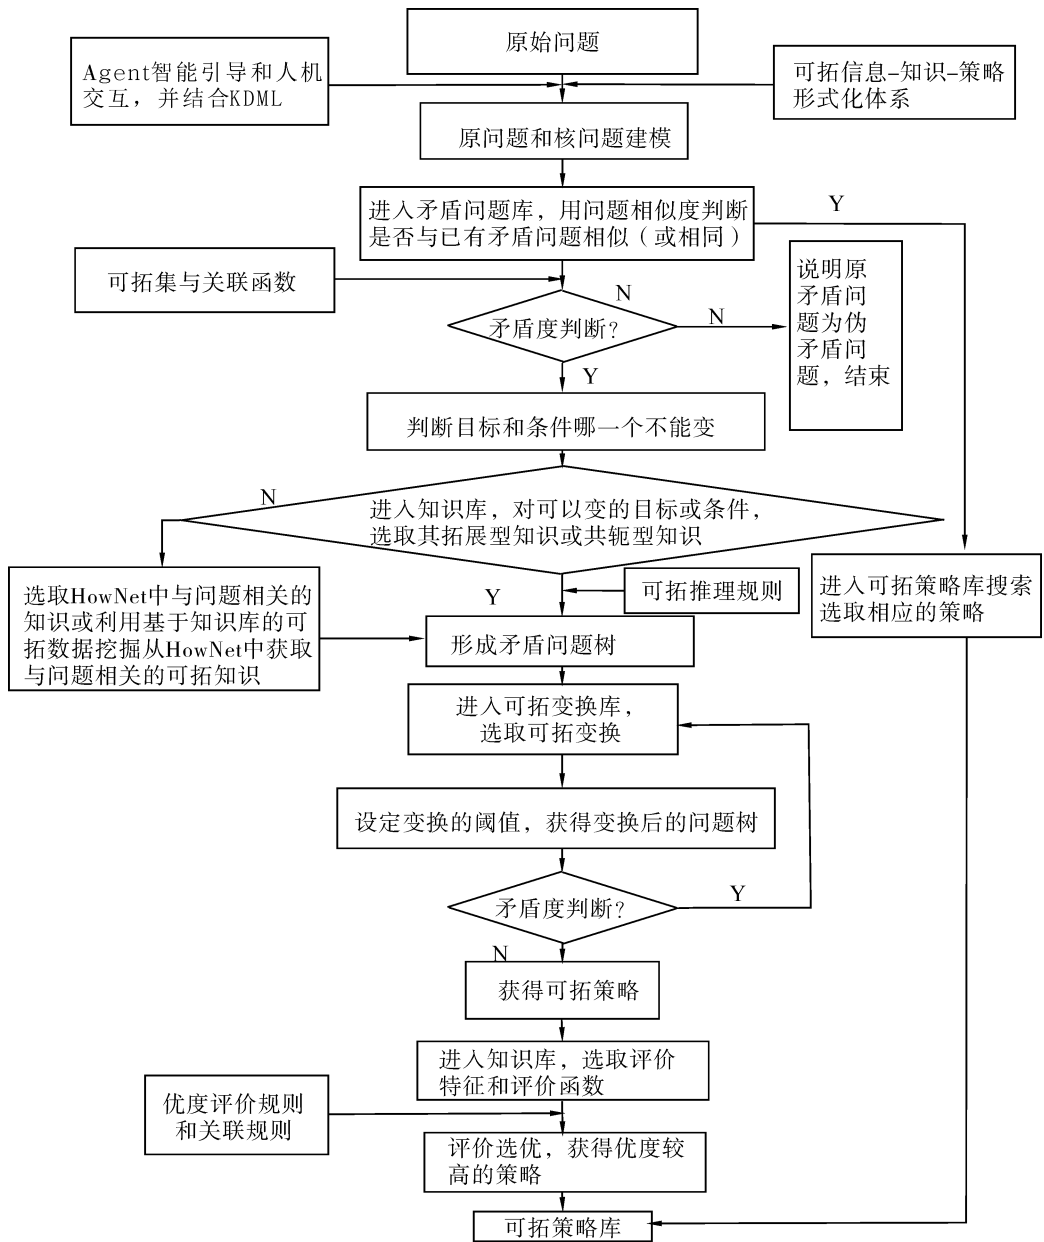 原始问题
Agent智能引导和人机
交互，并结合KDML
可拓信息-知识-策略
形式化体系
原问题和核问题建模
进入矛盾问题库，用问题相似度判断
是否与已有矛盾问题相似（或相同）
Y
可拓集与关联函数
说明原
矛盾问
题为伪
矛盾问
题，结束
N
矛盾度判断？
N
Y
判断目标和条件哪一个不能变
N
进入知识库，对可以变的目标或条件，
选取其拓展型知识或共轭型知识
选取HowNet中与问题相关的
知识或利用基于知识库的可
拓数据挖掘从HowNet中获取
与问题相关的可拓知识
Y
可拓推理规则
进入可拓策略库搜索
选取相应的策略
形成矛盾问题树
进入可拓变换库，
选取可拓变换
设定变换的阈值，获得变换后的问题树
矛盾度判断？
Y
N
获得可拓策略
进入知识库，选取评价
特征和评价函数
优度评价规则
和关联规则
评价选优，获得优度较
高的策略
可拓策略库